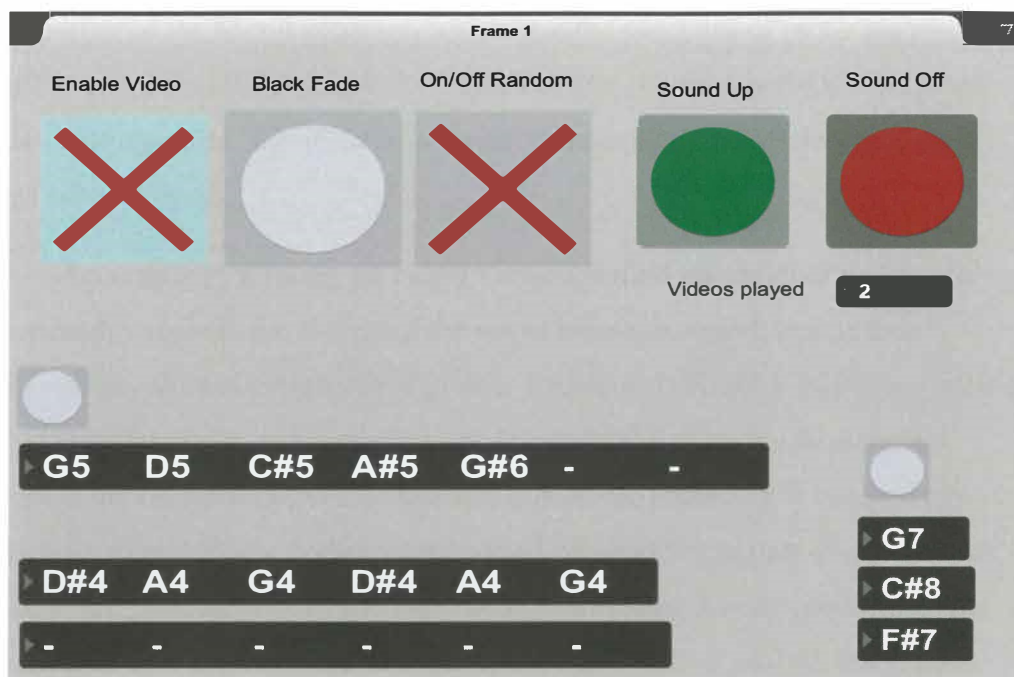 Frame 1
Enable Video Black Fade On/Off Random Sound Up Sound Off
Videos played 2
G5 D5 C#5 A#5 G#6 - -
G7
D#4 A4 G4 D#4 A4 G4
C#8
- - - - - -
F#7